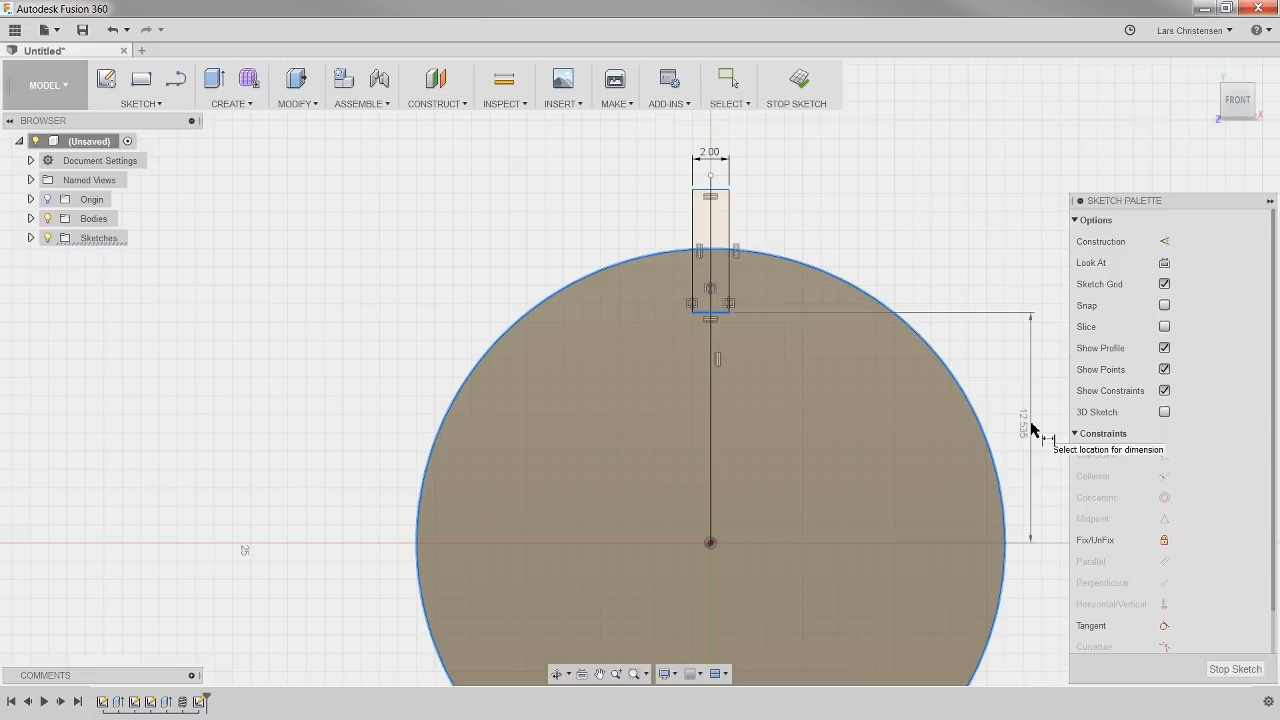 Autodesk Fusion 360
Lars Christensen
Untitled*
MODEL
SKETCH
CREATE
MODIFY
ASSEMBLE
CONSTRUCT
INSPECT
INSERT
MAKE
ADD-INS
SELECT
STOP SKETCH
BROWSER
(Unsaved)
Document Settings
Named Views
Origin
Bodies
Sketches
FRONT
Y
X
Z
2.00
12.535
25
Select location for dimension
SKETCH PALETTE
Options
Construction
Look At
Sketch Grid
Snap
Slice
Show Profile
Show Points
Show Constraints
3D Sketch
Constraints
Coincident
Collinear
Concentric
Midpoint
Fix/UnFix
Parallel
Perpendicular
Horizontal/Vertical
Tangent
Curvature
Stop Sketch
COMMENTS